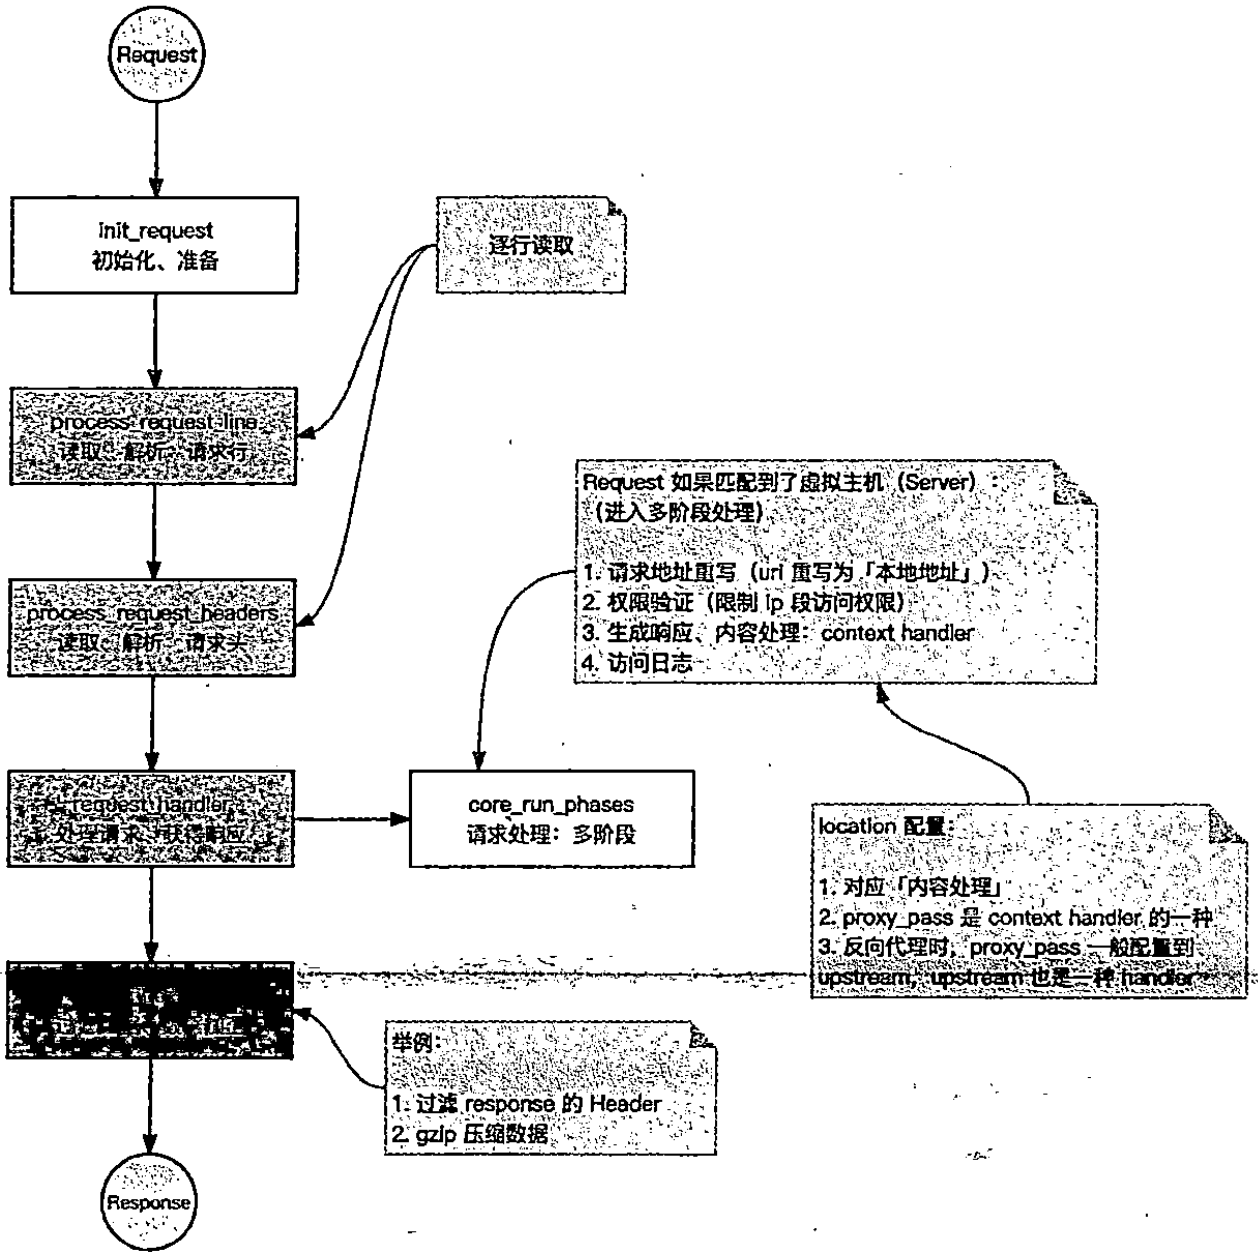 Request
init_request
初始化、准备
逐行读取
process_request_line
读取 解析 请求行
process_request_headers
读取 解析 请求头
Request 如果匹配到了虚拟主机（Server）：
（进入多阶段处理）
1. 请求地址重写（uri 重写为「本地地址」）
2. 权限验证（限制 ip 段访问权限）
3. 生成响应、内容处理：context handler
4. 访问日志
request_handler
处理请求 获得响应
core_run_phases
请求处理：多阶段
location 配置：
1. 对应「内容处理」
2. proxy_pass 是 context handler 的一种
3. 反向代理时，proxy_pass 一般配置到
upstream，upstream 也是一种 handler
举例：
1. 过滤 response 的 Header
2. gzip 压缩数据
Response